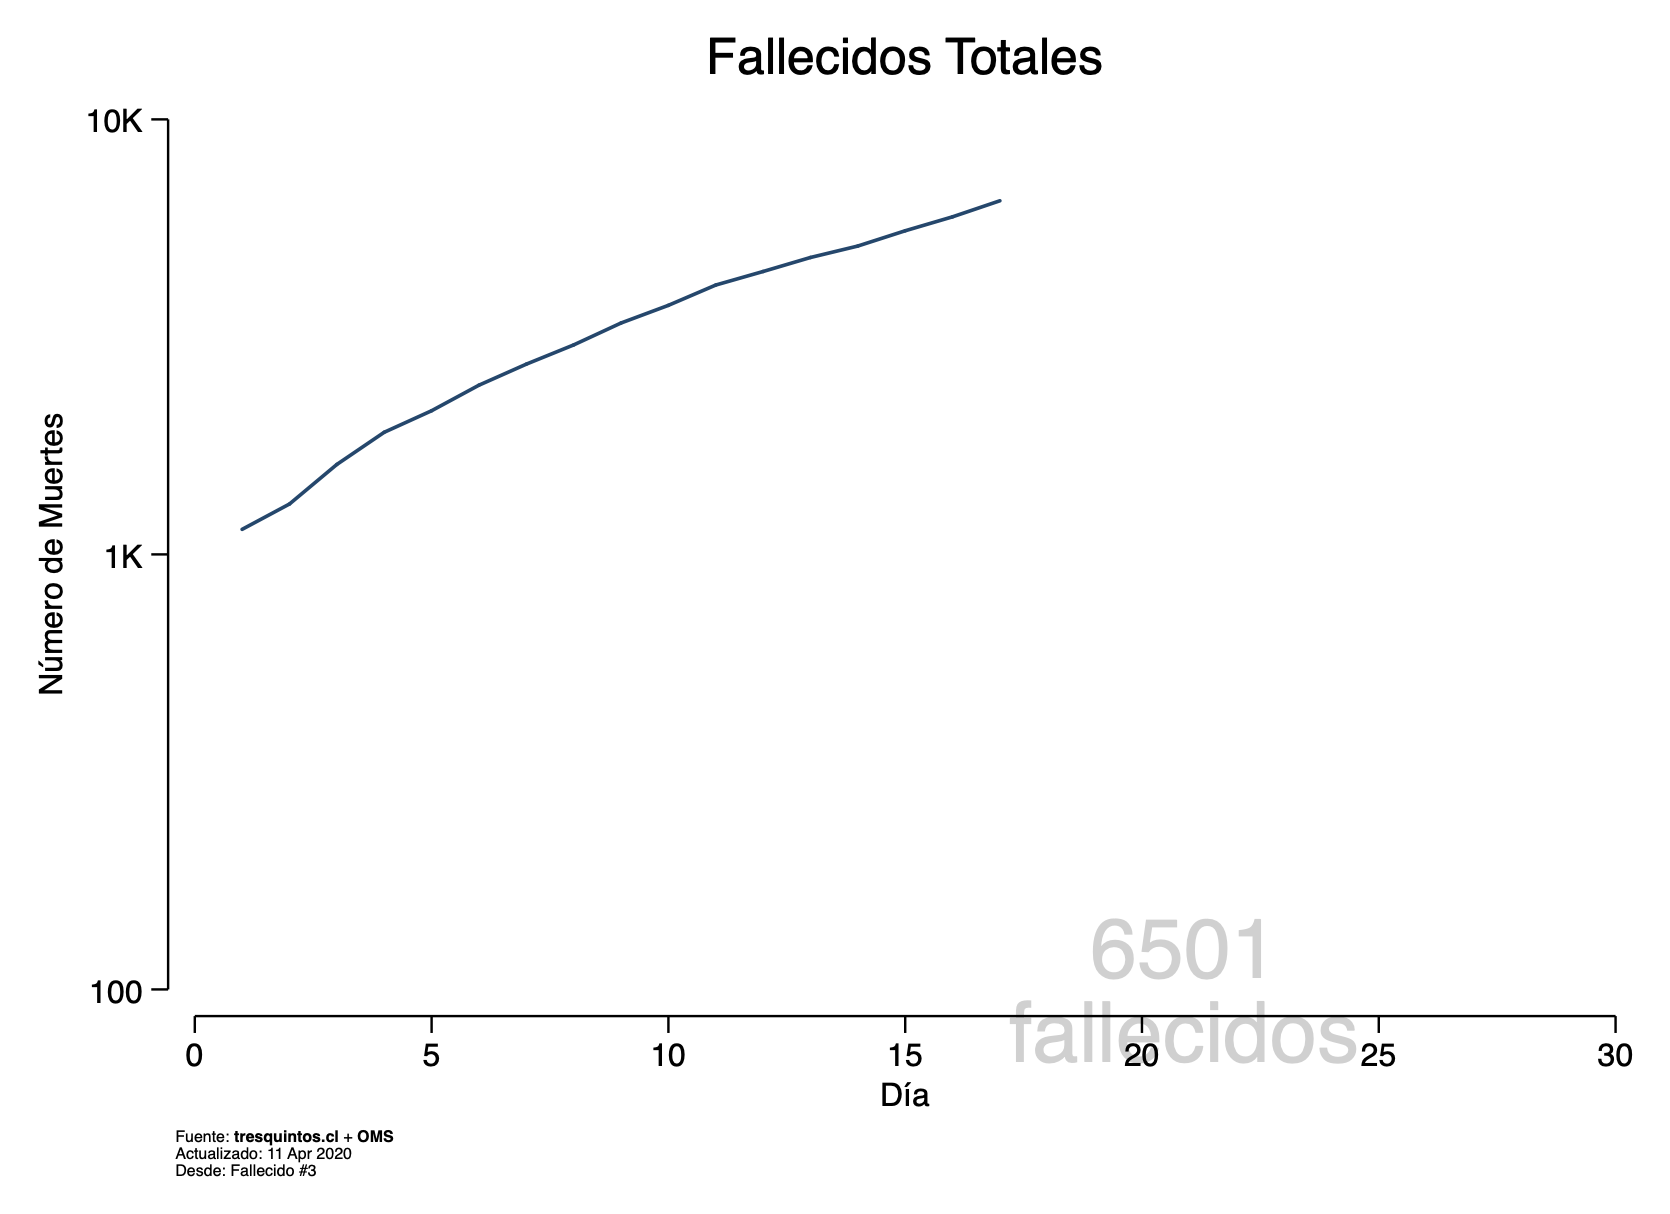 Fallecidos Totales
10K
1K
100
Número de Muertes
6501
fallecidos
0 5 10 15 20 25 30
Día
Fuente: tresquintos.cl + OMS
Actualizado: 11 Apr 2020
Desde: Fallecido #3